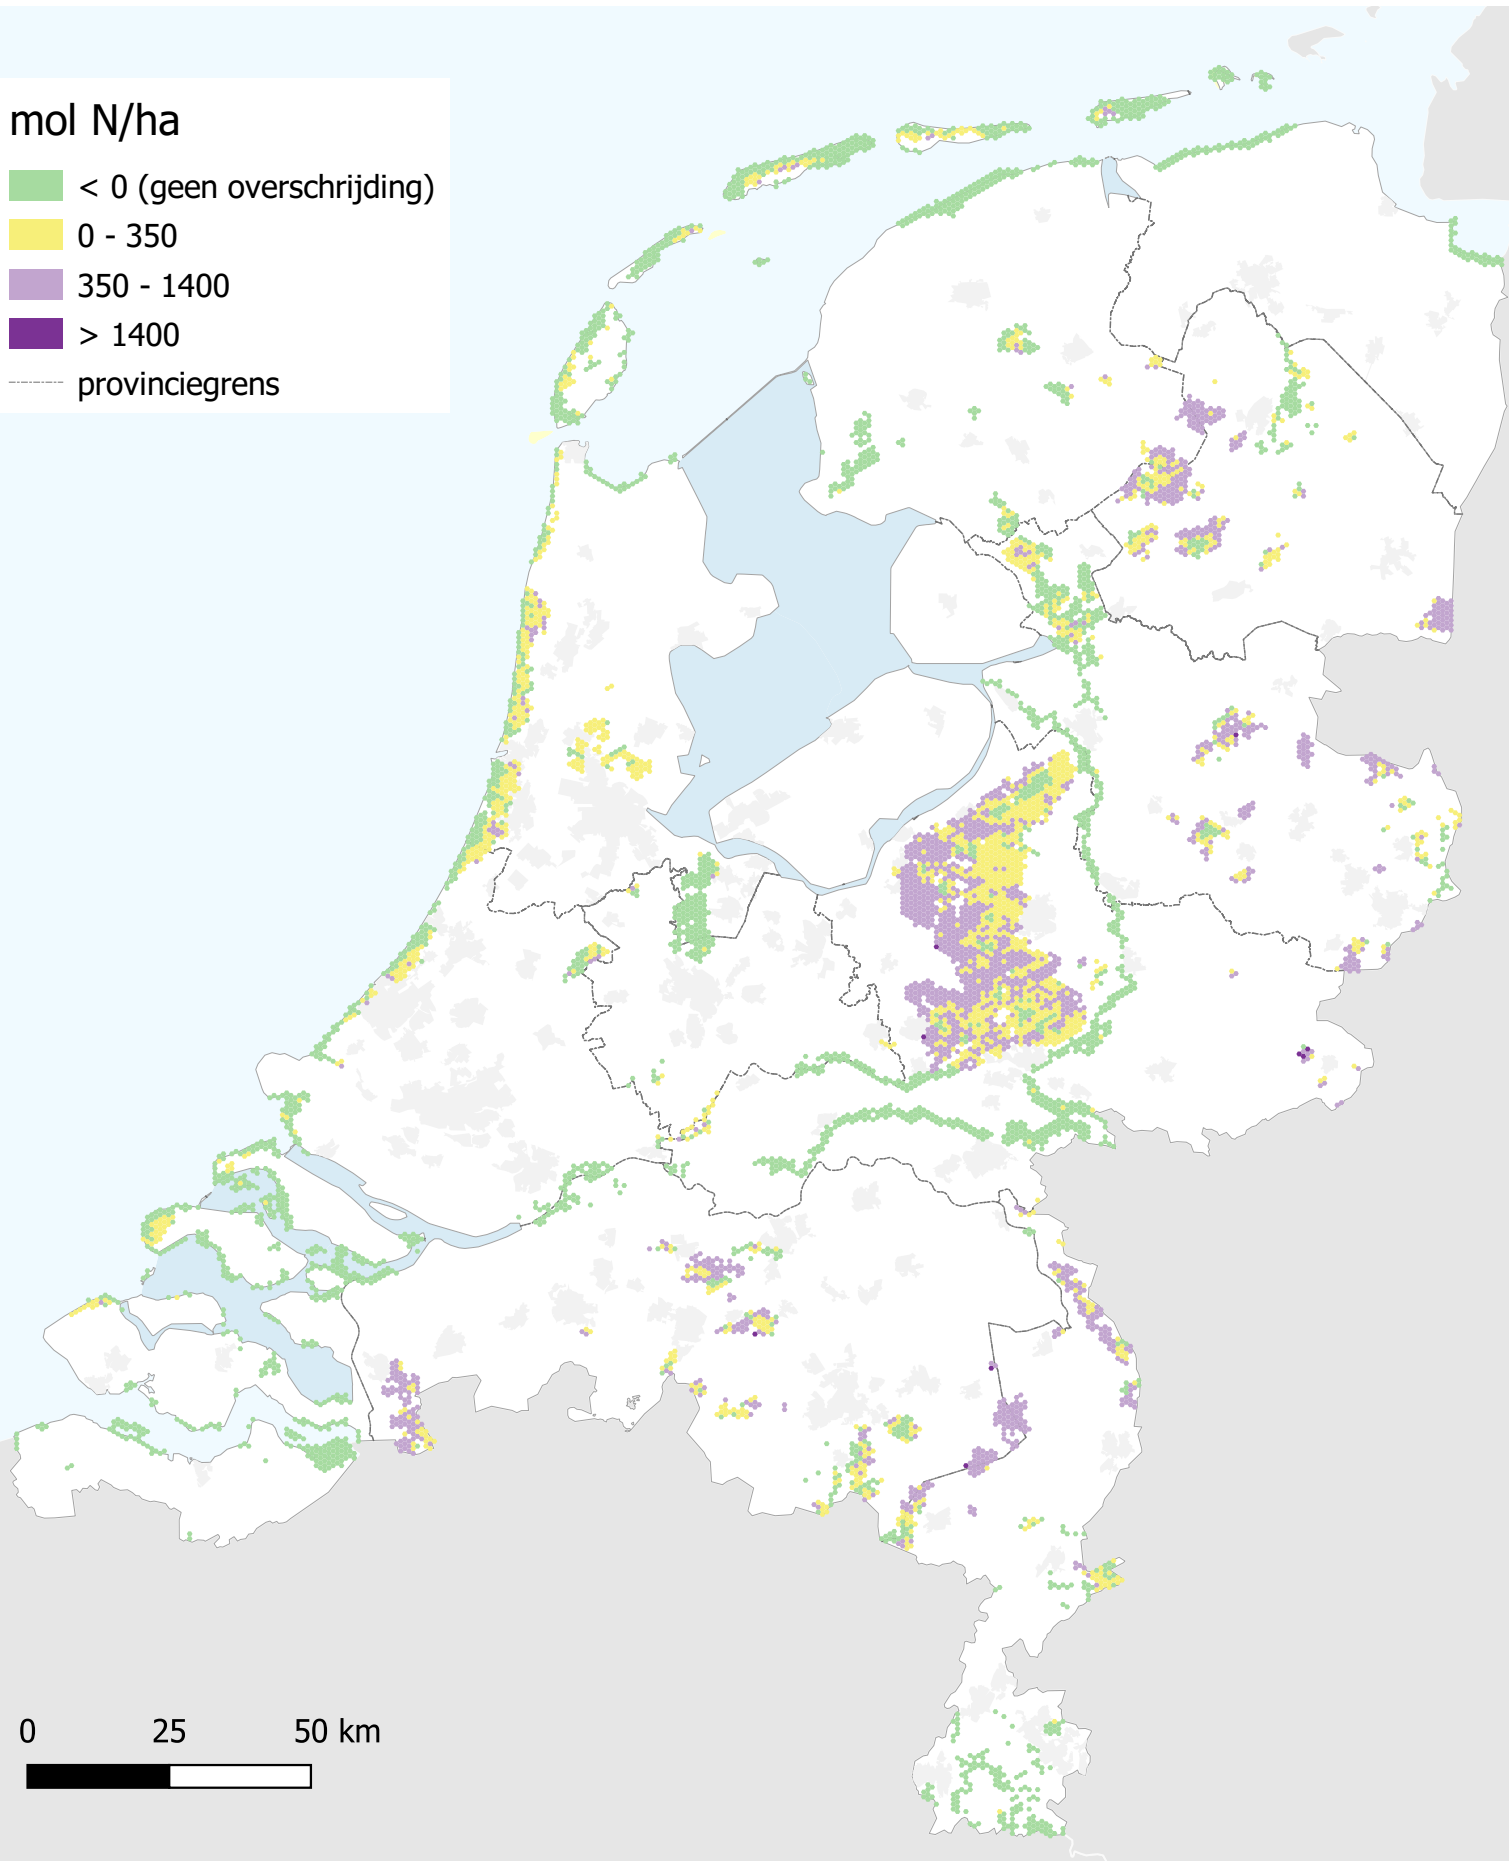 mol N/ha
< 0 (geen overschrijding)
0 - 350
350 - 1400
> 1400
provinciegrens
0 25 50 km